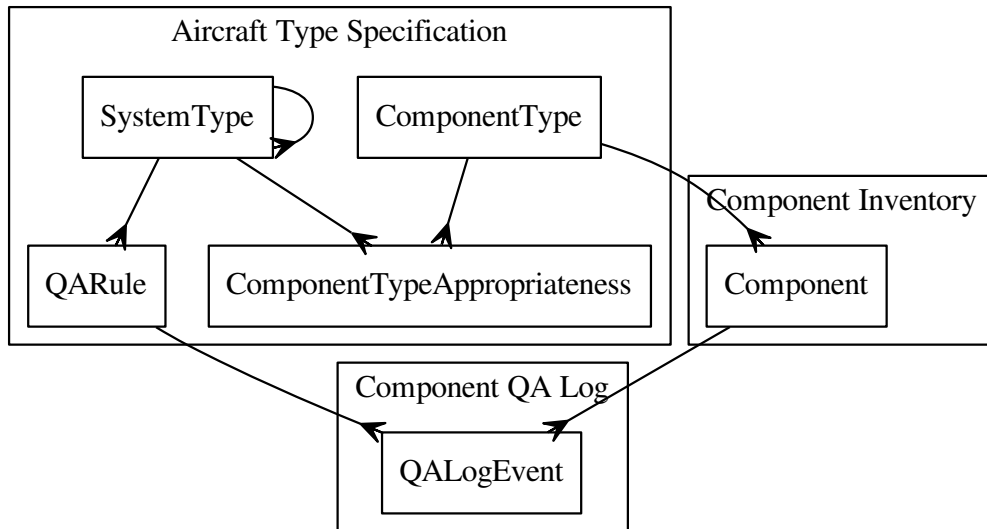 Aircraft Type Specification
SystemType
ComponentType
Component Inventory
QARule
ComponentTypeAppropriateness
Component
Component QA Log
QALogEvent